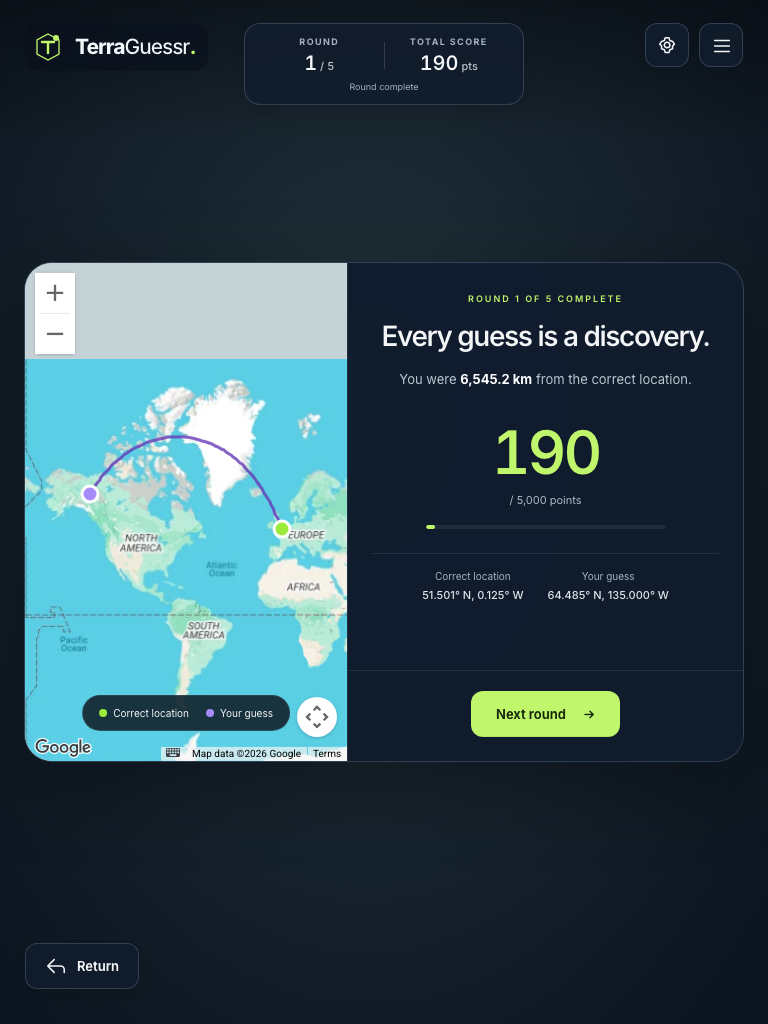 TerraGuessr.
ROUND
1 / 5
TOTAL SCORE
190 pts
Round complete
NORTH AMERICA
EUROPE
Atlantic Ocean
AFRICA
SOUTH AMERICA
Pacific Ocean
Correct location
Your guess
Google
Map data ©2026 Google
Terms
ROUND 1 OF 5 COMPLETE
Every guess is a discovery.
You were 6,545.2 km from the correct location.
190
/ 5,000 points
Correct location
51.501° N, 0.125° W
Your guess
64.485° N, 135.000° W
Next round
Return